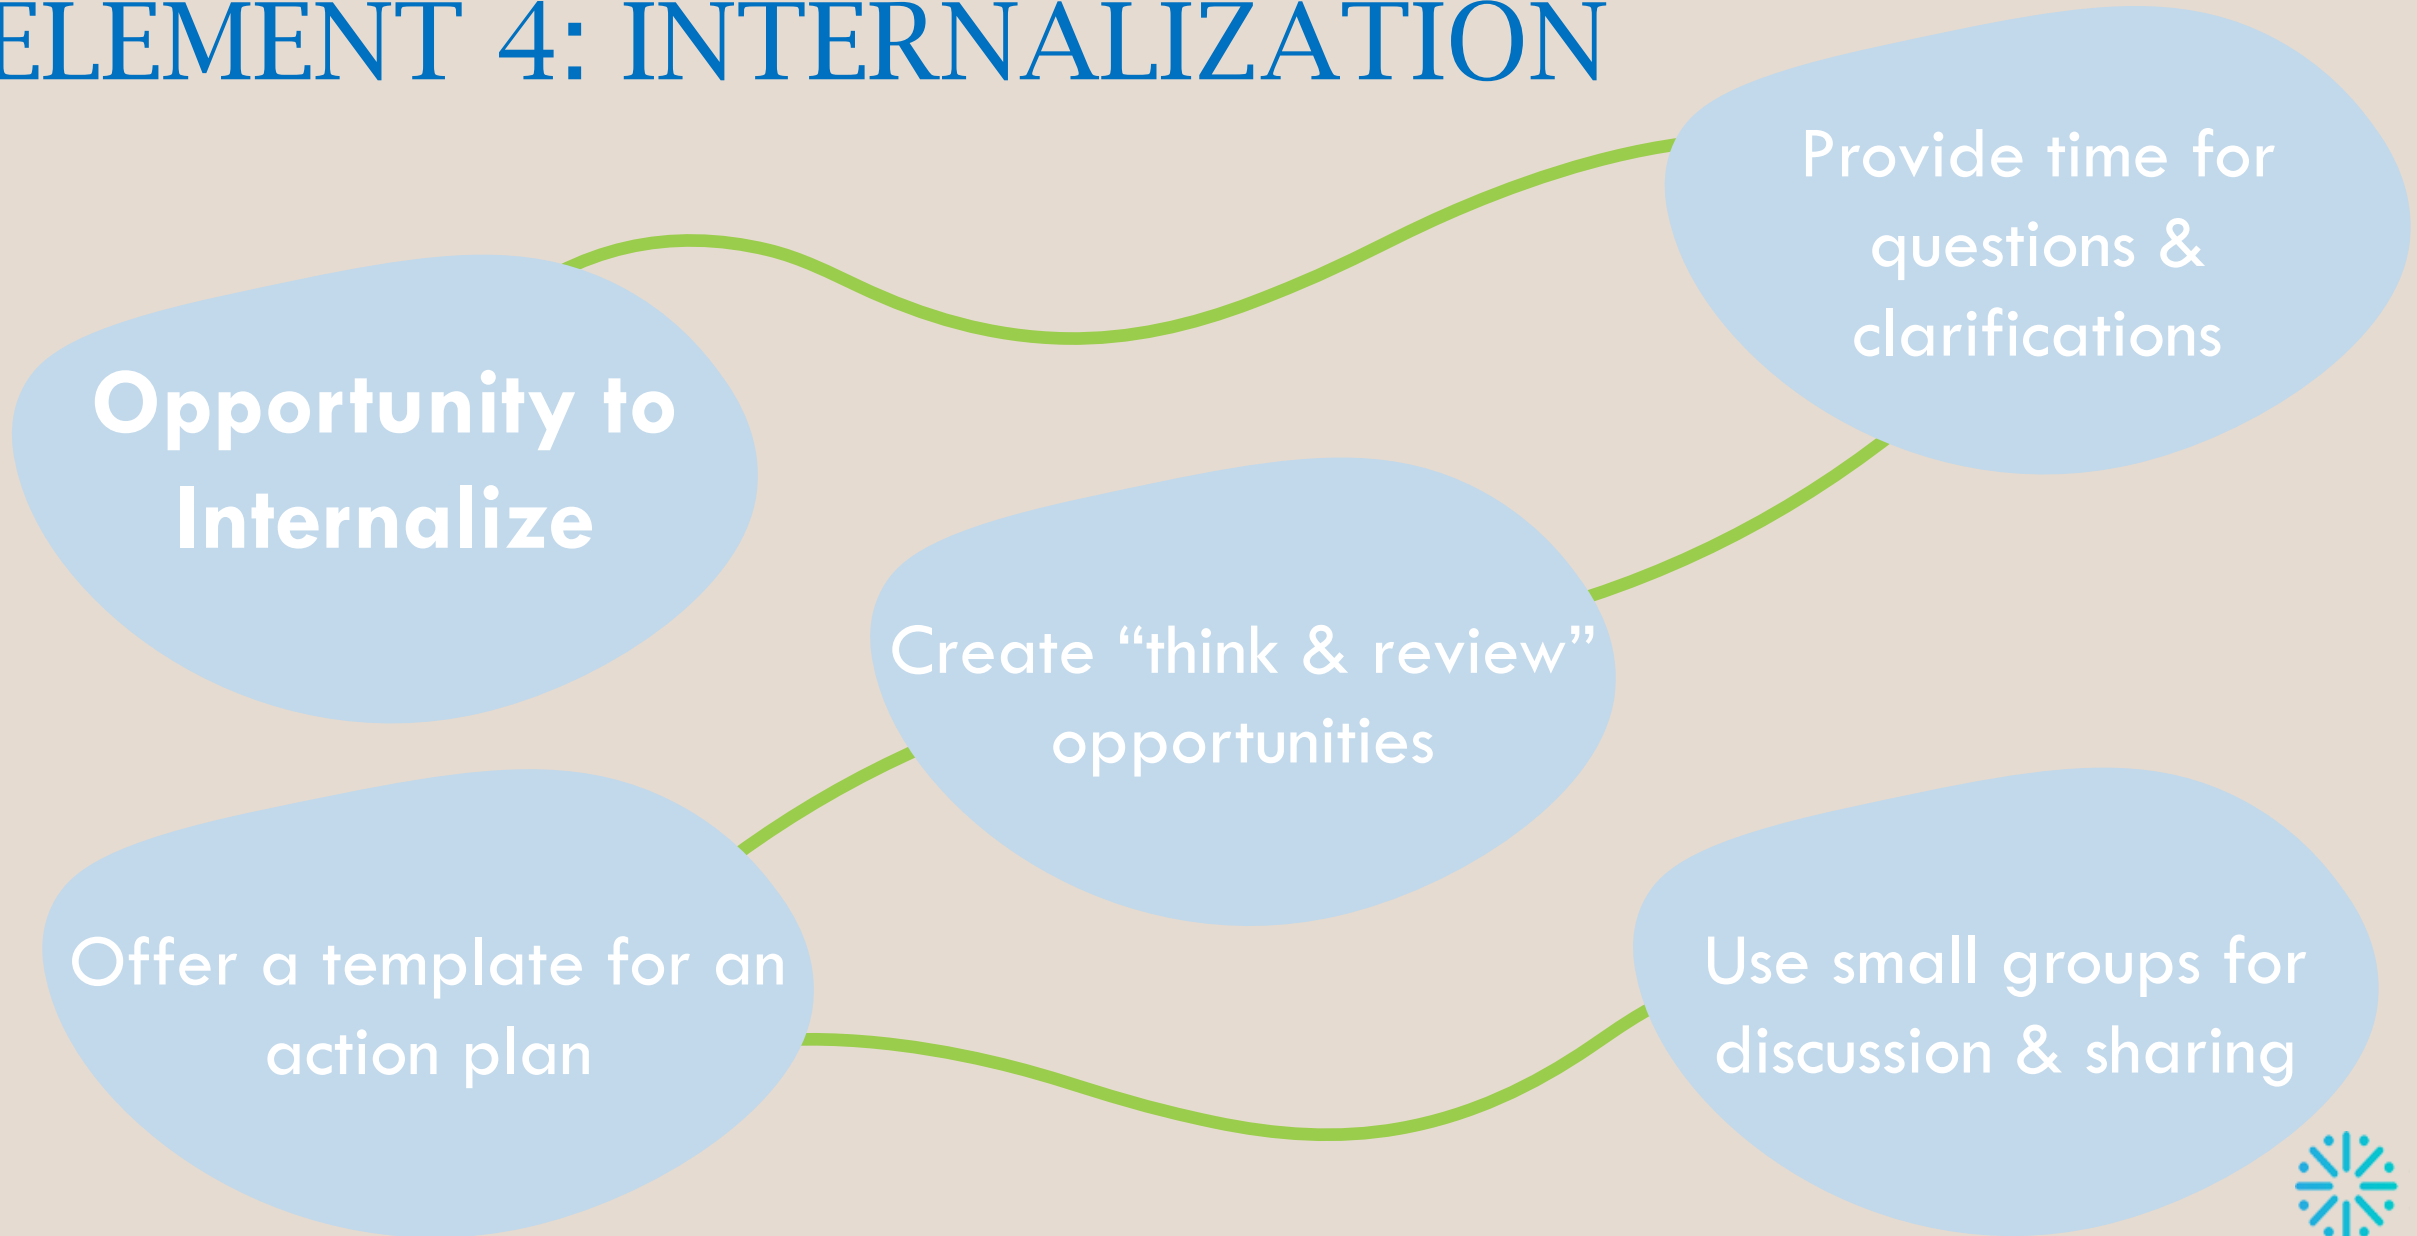 ELEMENT 4: INTERNALIZATION
Opportunity to
Internalize
Provide time for
questions &
clarifications
Create “think & review”
opportunities
Offer a template for an
action plan
Use small groups for
discussion & sharing